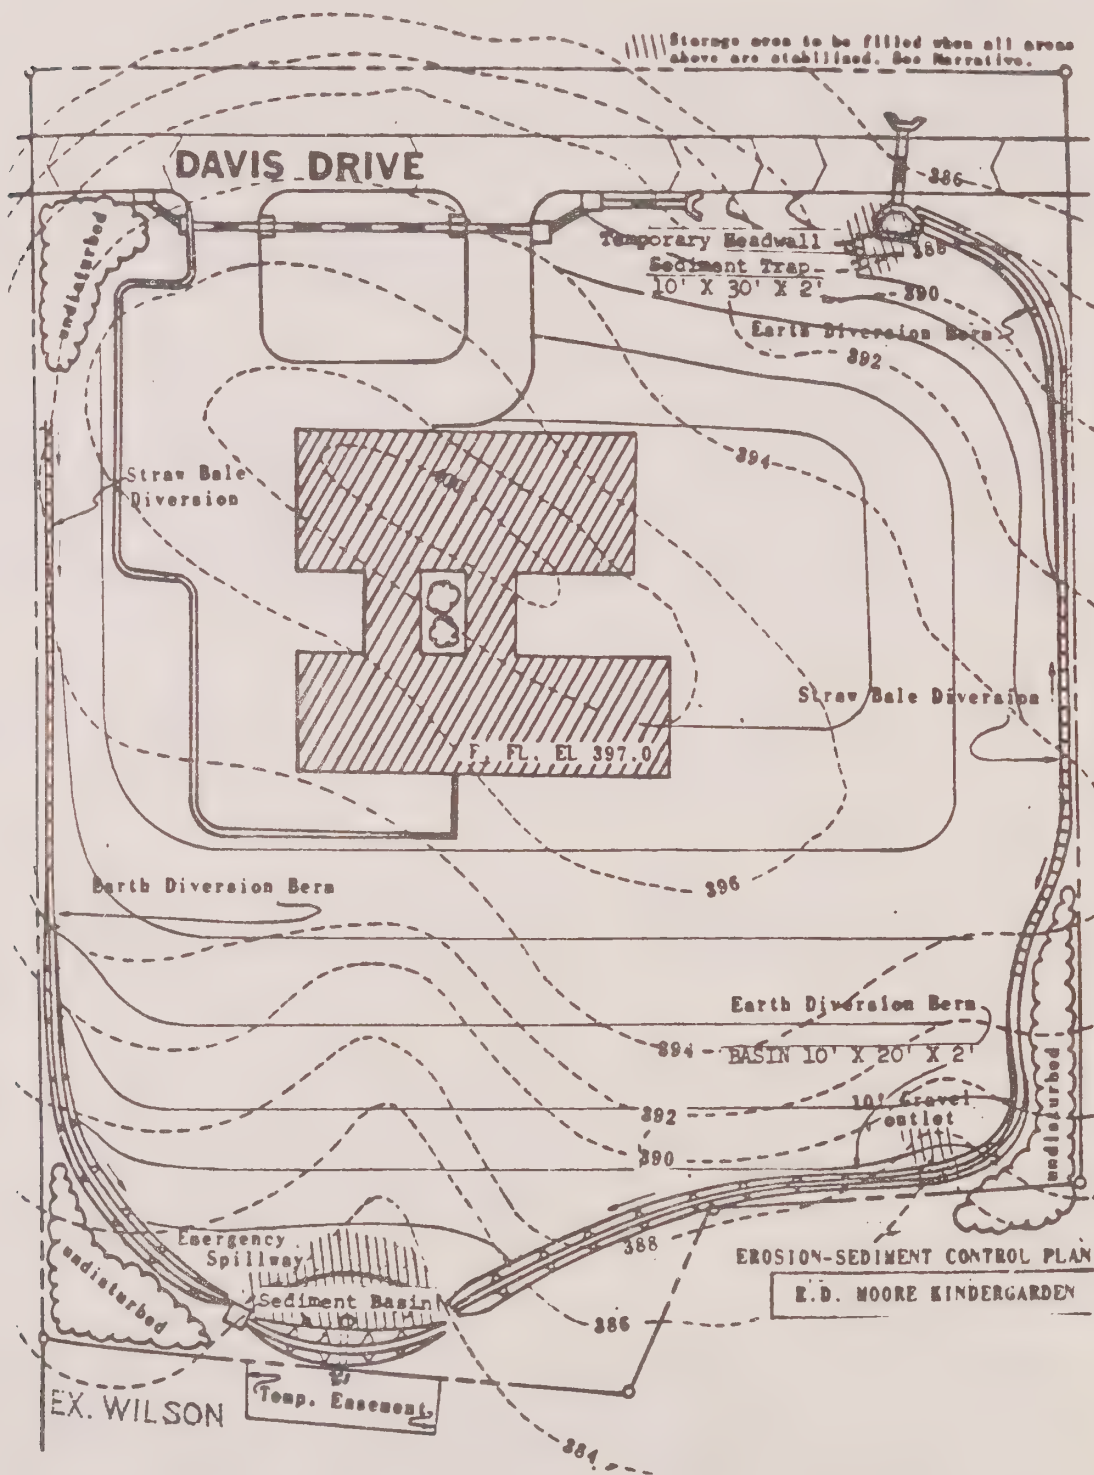 Storage area to be filled when all areas
above are stabilized. See Narrative.
DAVIS DRIVE
386
undisturbed
Temporary Headwall
388
Sediment Trap
10' X 30' X 2'
390
Earth Diversion Berm
392
394
400
Straw Bale
Diversion
Straw Bale Diversion
F. FL. EL 397.0
396
Earth Diversion Berm
Earth Diversion Berm
394
BASIN 10' X 20' X 2'
10' Gravel
outlet
392
390
undisturbed
388
Emergency
Spillway
undisturbed
Sediment Basin
EROSION-SEDIMENT CONTROL PLAN
E.D. MOORE KINDERGARDEN
386
Temp. Easement
EX. WILSON
384